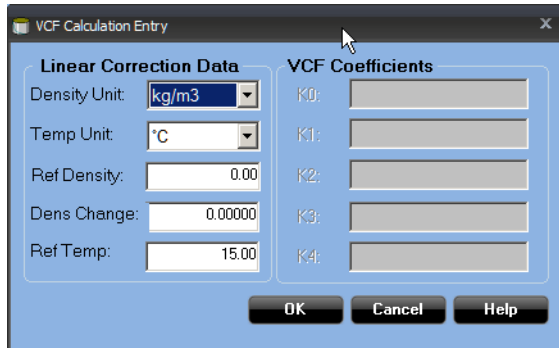 VCF Calculation Entry
x
Linear Correction Data
Density Unit: kg/m3
Temp Unit: °C
Ref Density: 0.00
Dens Change: 0.00000
Ref Temp: 15.00
VCF Coefficients
K0:
K1:
K2:
K3:
K4:
OK Cancel Help